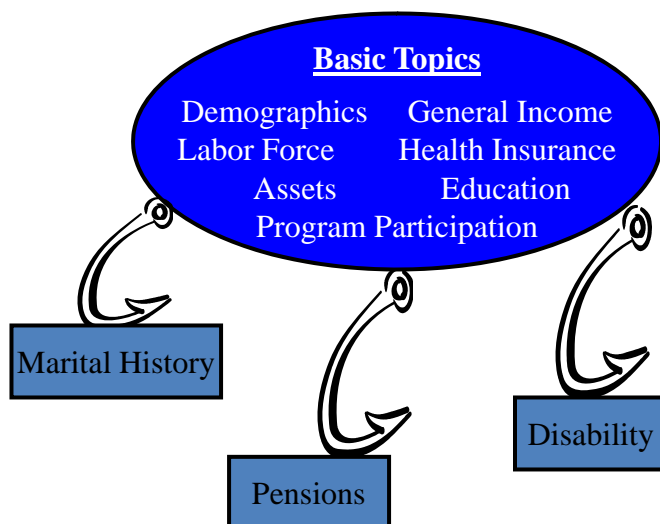 Basic Topics
Demographics General Income
Labor Force Health Insurance
Assets Education
Program Participation
Marital History
Disability
Pensions